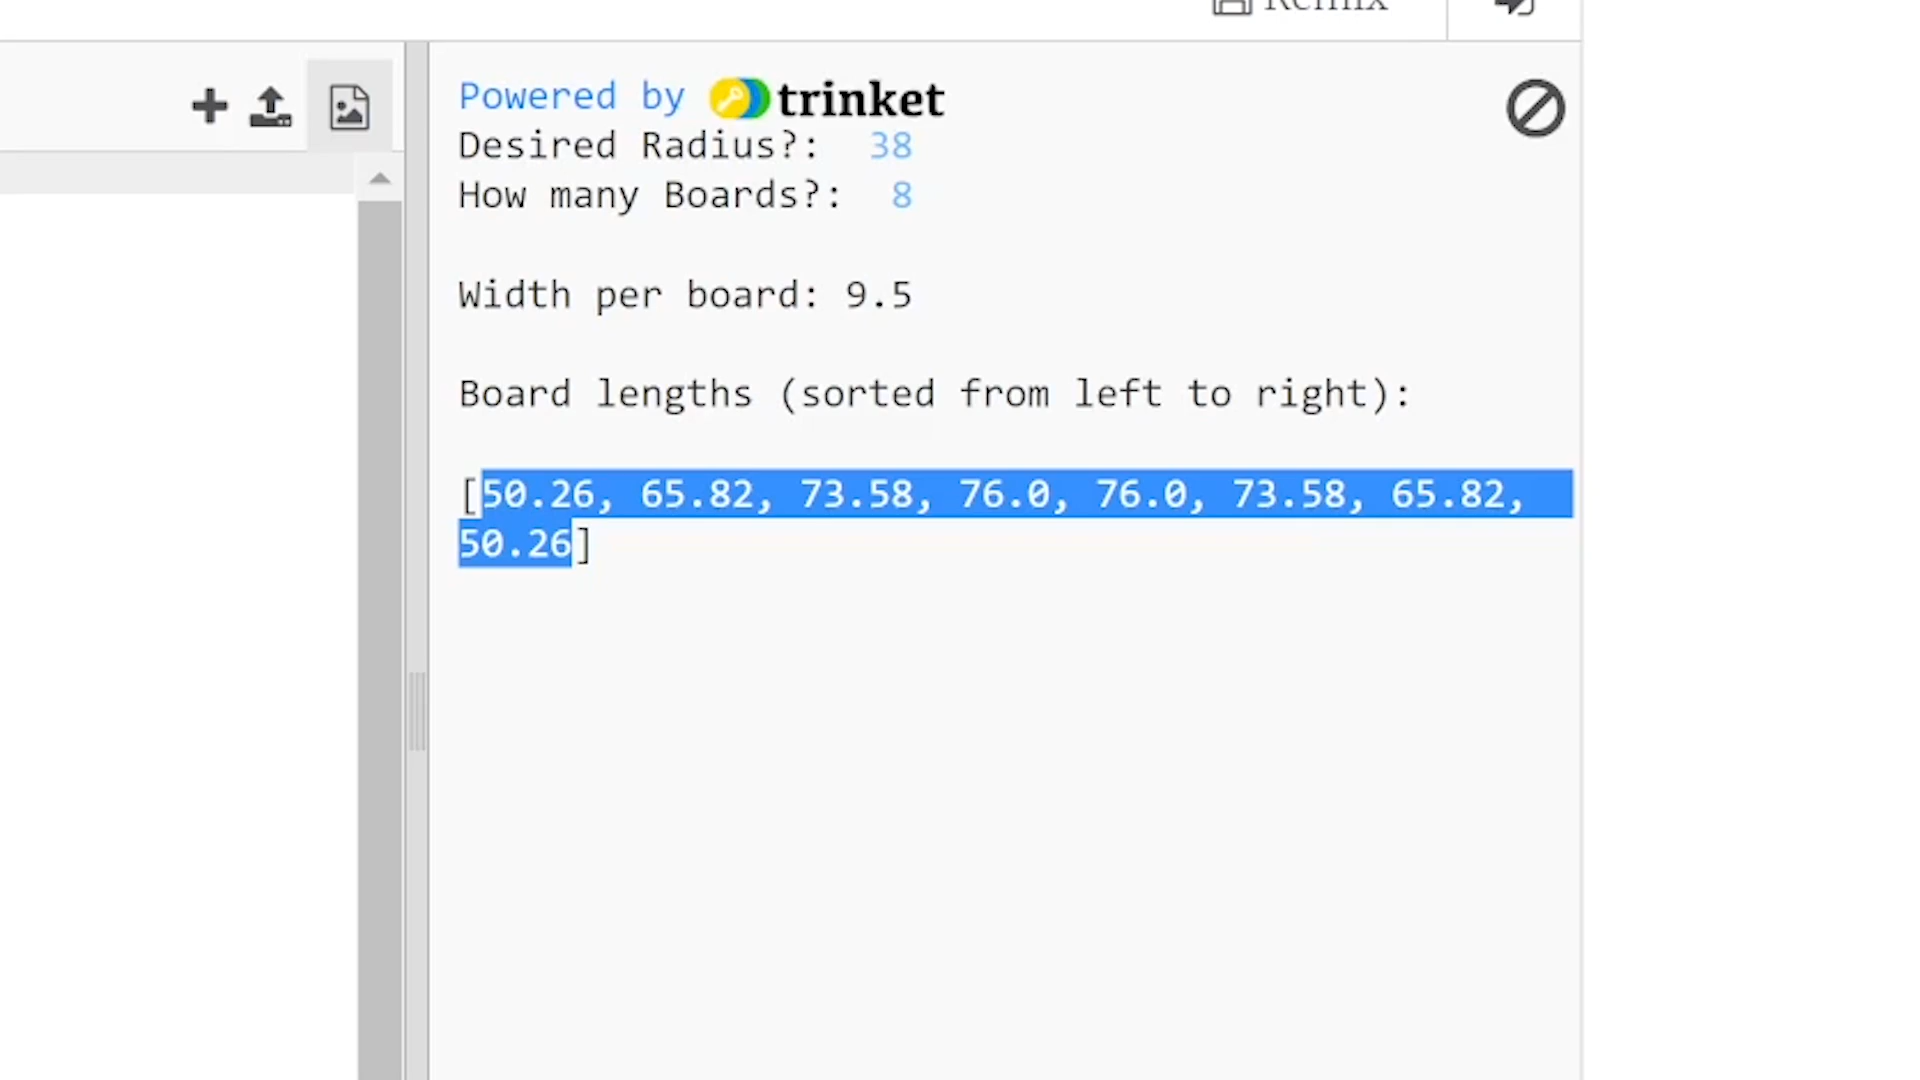 Remix
Powered by trinket
Desired Radius?: 38
How many Boards?: 8
Width per board: 9.5
Board lengths (sorted from left to right):
[50.26, 65.82, 73.58, 76.0, 76.0, 73.58, 65.82,
50.26]